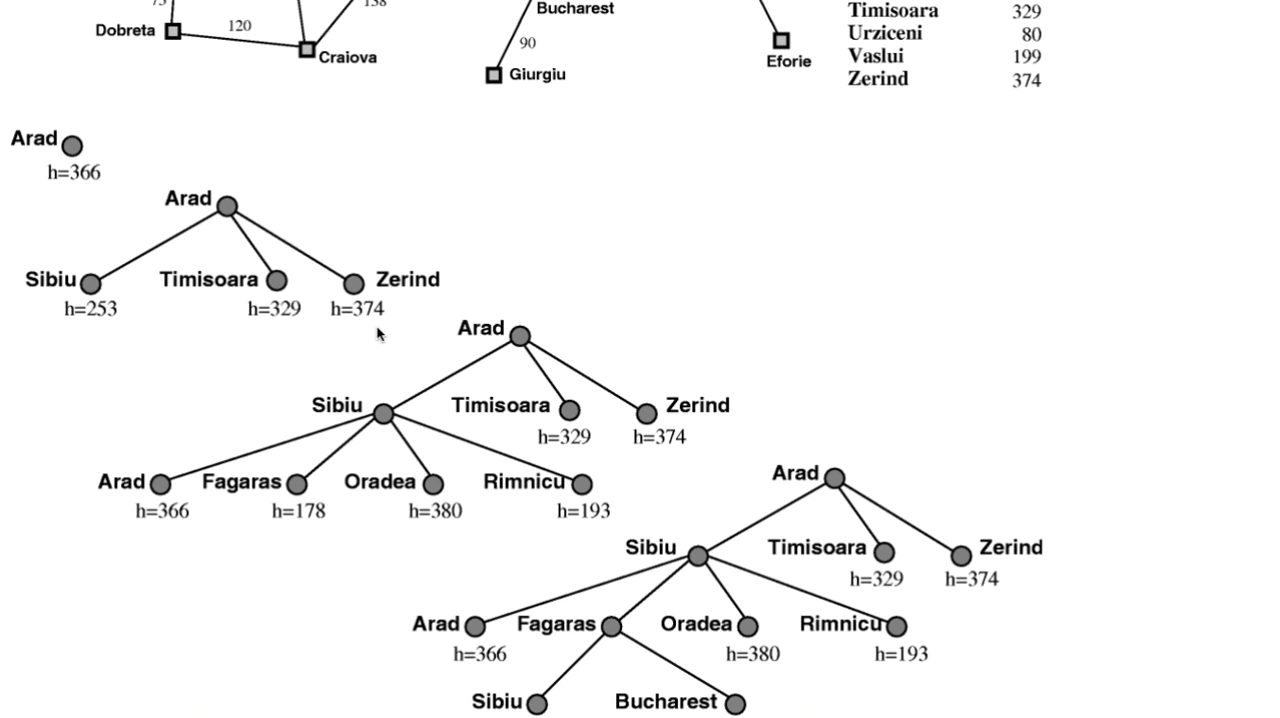 75
138
Bucharest
Timisoara 329
Dobreta
120
Urziceni 80
90
Craiova
Vaslui 199
Eforie
Giurgiu
Zerind 374
Arad
h=366
Arad
Sibiu Timisoara Zerind
h=253 h=329 h=374
Arad
Sibiu Timisoara Zerind
h=329 h=374
Arad Fagaras Oradea Rimnicu
h=366 h=178 h=380 h=193
Arad
Sibiu Timisoara Zerind
h=329 h=374
Arad Fagaras Oradea Rimnicu
h=366 h=380 h=193
Sibiu Bucharest